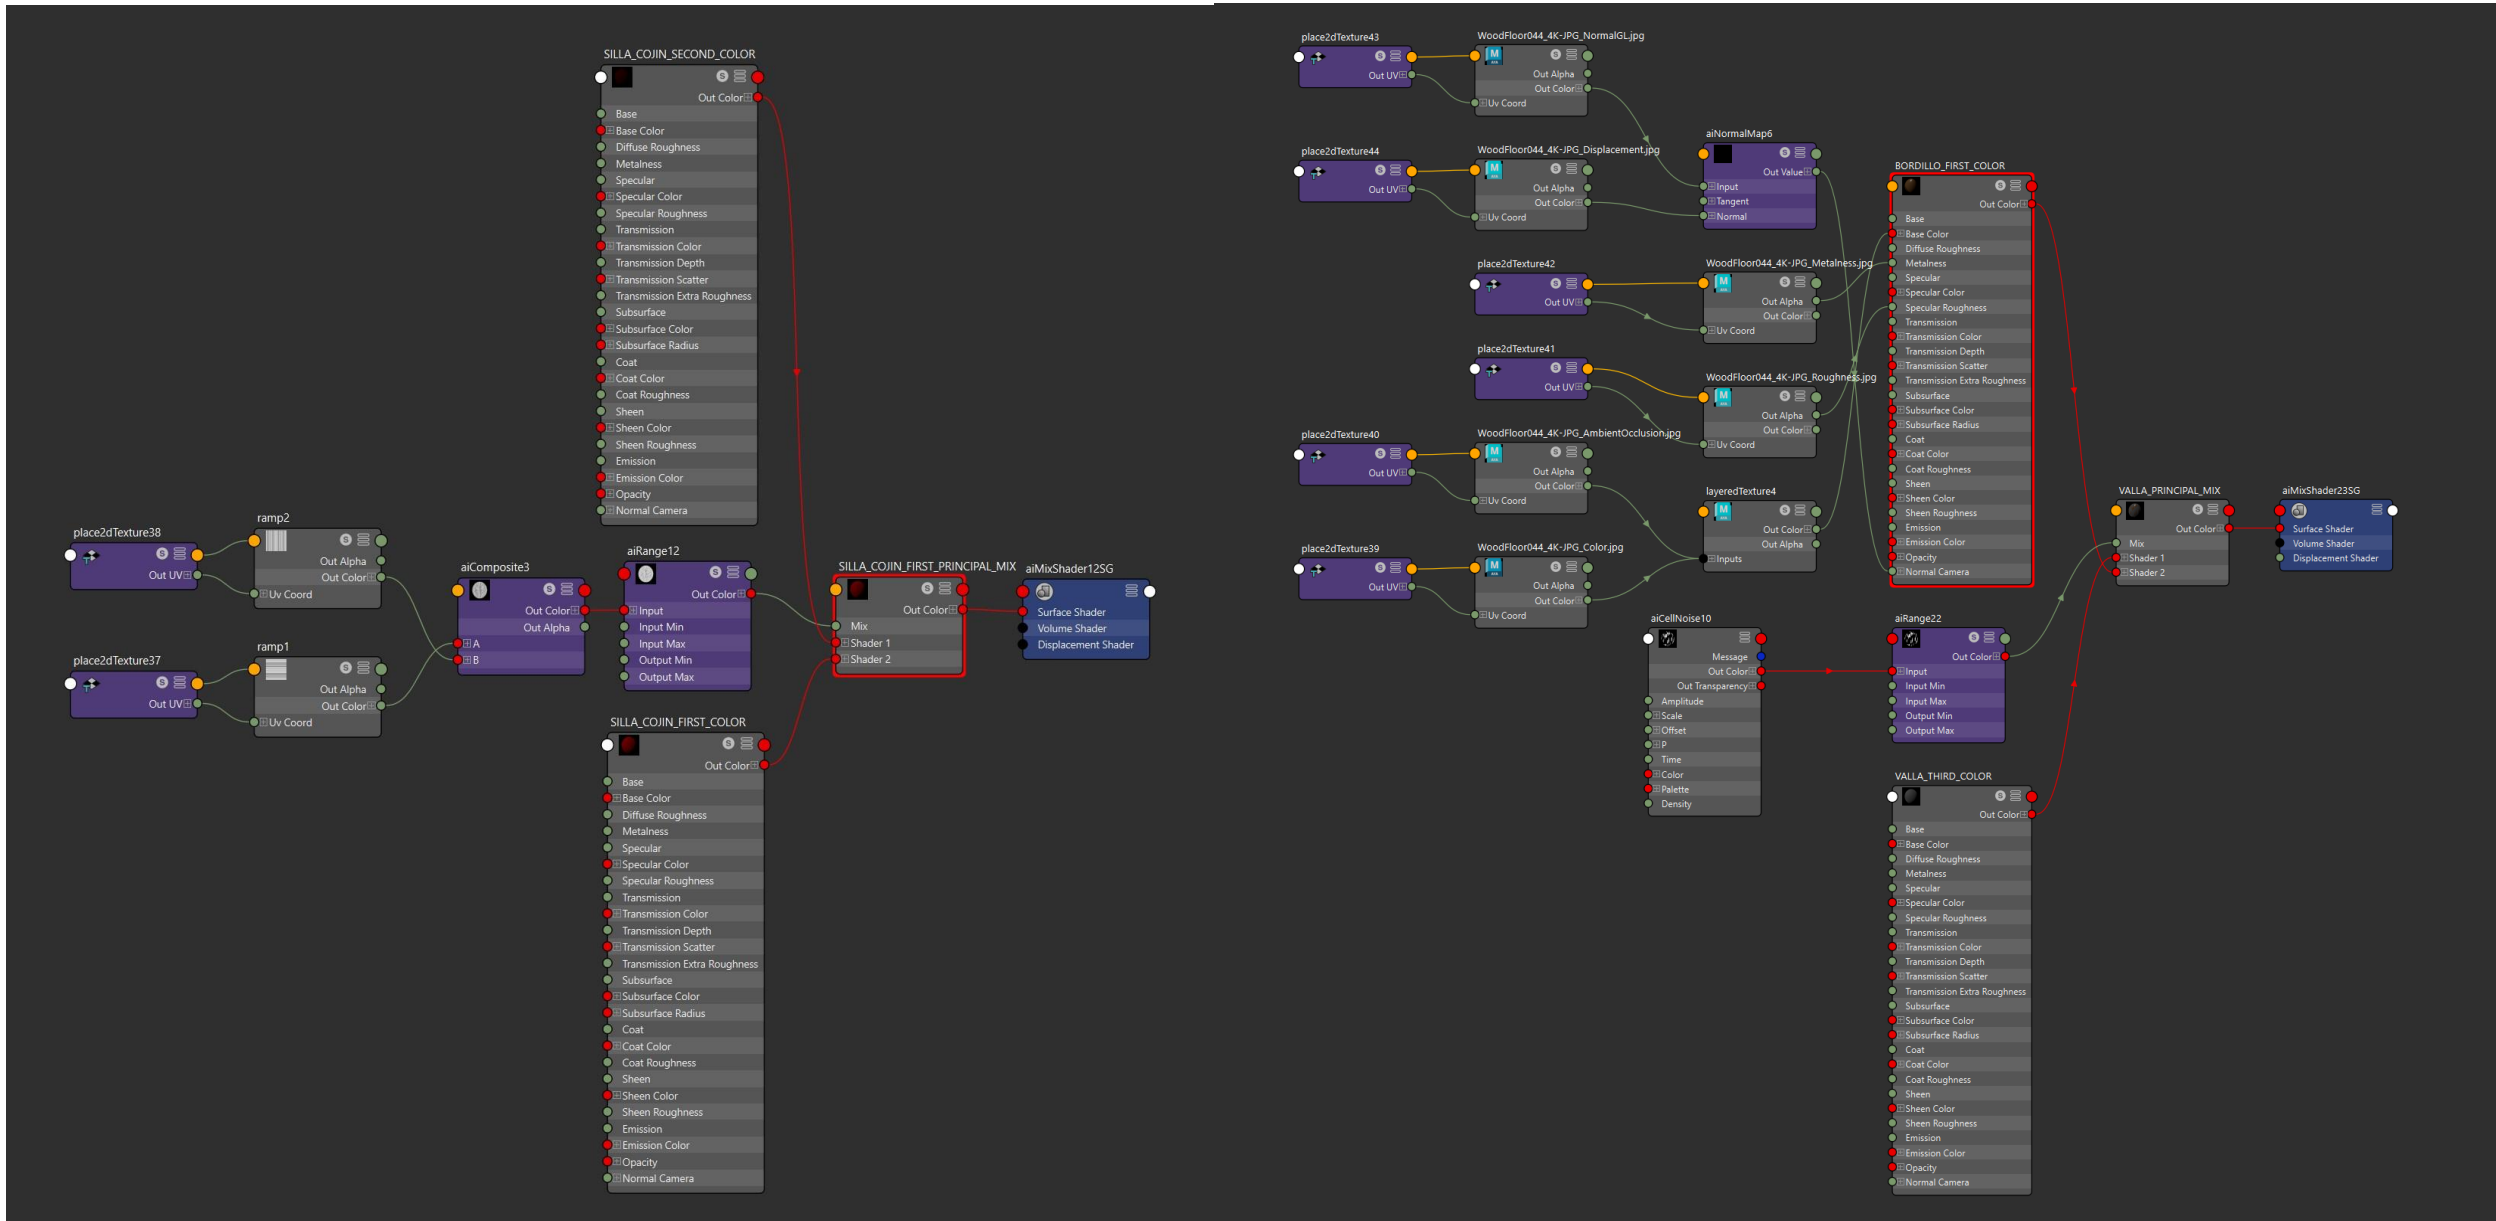 SILLA_COJIN_SECOND_COLOR
Out Color
Base
Base Color
Diffuse Roughness
Metalness
Specular
Specular Color
Specular Roughness
Transmission
Transmission Color
Transmission Depth
Transmission Scatter
Transmission Extra Roughness
Subsurface
Subsurface Color
Subsurface Radius
Coat
Coat Color
Coat Roughness
Sheen
Sheen Color
Sheen Roughness
Emission
Emission Color
Opacity
Normal Camera
place2dTexture38
Out UV
ramp2
Out Alpha
Out Color
Uv Coord
place2dTexture37
Out UV
ramp1
Out Alpha
Out Color
Uv Coord
aiComposite3
Out Color
Out Alpha
A
B
aiRange12
Out Color
Input
Input Min
Input Max
Output Min
Output Max
SILLA_COJIN_FIRST_PRINCIPAL_MIX
Out Color
Mix
Shader 1
Shader 2
aiMixShader12SG
Surface Shader
Volume Shader
Displacement Shader
SILLA_COJIN_FIRST_COLOR
Out Color
Base
Base Color
Diffuse Roughness
Metalness
Specular
Specular Color
Specular Roughness
Transmission
Transmission Color
Transmission Depth
Transmission Scatter
Transmission Extra Roughness
Subsurface
Subsurface Color
Subsurface Radius
Coat
Coat Color
Coat Roughness
Sheen
Sheen Color
Sheen Roughness
Emission
Emission Color
Opacity
Normal Camera
place2dTexture43
Out UV
WoodFloor044_4K-JPG_NormalGL.jpg
Out Alpha
Out Color
Uv Coord
place2dTexture44
Out UV
WoodFloor044_4K-JPG_Displacement.jpg
Out Alpha
Out Color
Uv Coord
aiNormalMap6
Out Value
Input
Tangent
Normal
place2dTexture42
Out UV
WoodFloor044_4K-JPG_Metalness.jpg
Out Alpha
Out Color
Uv Coord
place2dTexture41
Out UV
WoodFloor044_4K-JPG_Roughness.jpg
Out Alpha
Out Color
Uv Coord
place2dTexture40
Out UV
WoodFloor044_4K-JPG_AmbientOcclusion.jpg
Out Alpha
Out Color
Uv Coord
place2dTexture39
Out UV
WoodFloor044_4K-JPG_Color.jpg
Out Alpha
Out Color
Uv Coord
layeredTexture4
Out Color
Out Alpha
Inputs
aiCellNoise10
Message
Out Color
Out Transparency
Amplitude
Scale
Offset
P
Time
Color
Palette
Density
BORDILLO_FIRST_COLOR
Out Color
Base
Base Color
Diffuse Roughness
Metalness
Specular
Specular Color
Specular Roughness
Transmission
Transmission Color
Transmission Depth
Transmission Scatter
Transmission Extra Roughness
Subsurface
Subsurface Color
Subsurface Radius
Coat
Coat Color
Coat Roughness
Sheen
Sheen Color
Sheen Roughness
Emission
Emission Color
Opacity
Normal Camera
aiRange22
Out Color
Input
Input Min
Input Max
Output Min
Output Max
VALLA_THIRD_COLOR
Out Color
Base
Base Color
Diffuse Roughness
Metalness
Specular
Specular Color
Specular Roughness
Transmission
Transmission Color
Transmission Depth
Transmission Scatter
Transmission Extra Roughness
Subsurface
Subsurface Color
Subsurface Radius
Coat
Coat Color
Coat Roughness
Sheen
Sheen Color
Sheen Roughness
Emission
Emission Color
Opacity
Normal Camera
VALLA_PRINCIPAL_MIX
Out Color
Mix
Shader 1
Shader 2
aiMixShader23SG
Surface Shader
Volume Shader
Displacement Shader